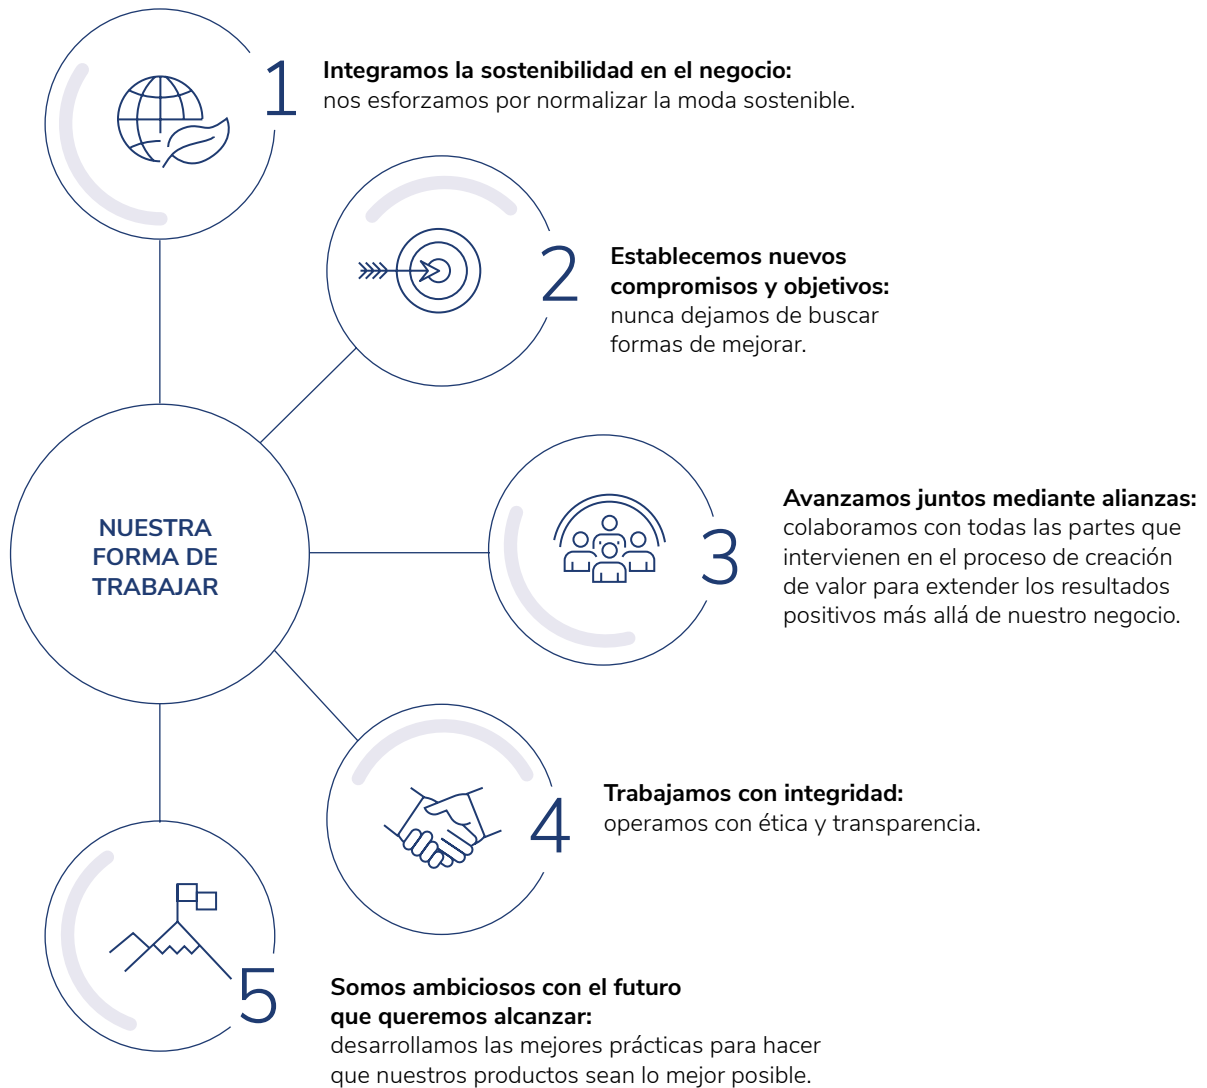 1
Integramos la sostenibilidad en el negocio:
nos esforzamos por normalizar la moda sostenible.
2
Establecemos nuevos
compromisos y objetivos:
nunca dejamos de buscar
formas de mejorar.
NUESTRA
FORMA DE
TRABAJAR
3
Avanzamos juntos mediante alianzas:
colaboramos con todas las partes que
intervienen en el proceso de creación
de valor para extender los resultados
positivos más allá de nuestro negocio.
4
Trabajamos con integridad:
operamos con ética y transparencia.
5
Somos ambiciosos con el futuro
que queremos alcanzar:
desarrollamos las mejores prácticas para hacer
que nuestros productos sean lo mejor posible.